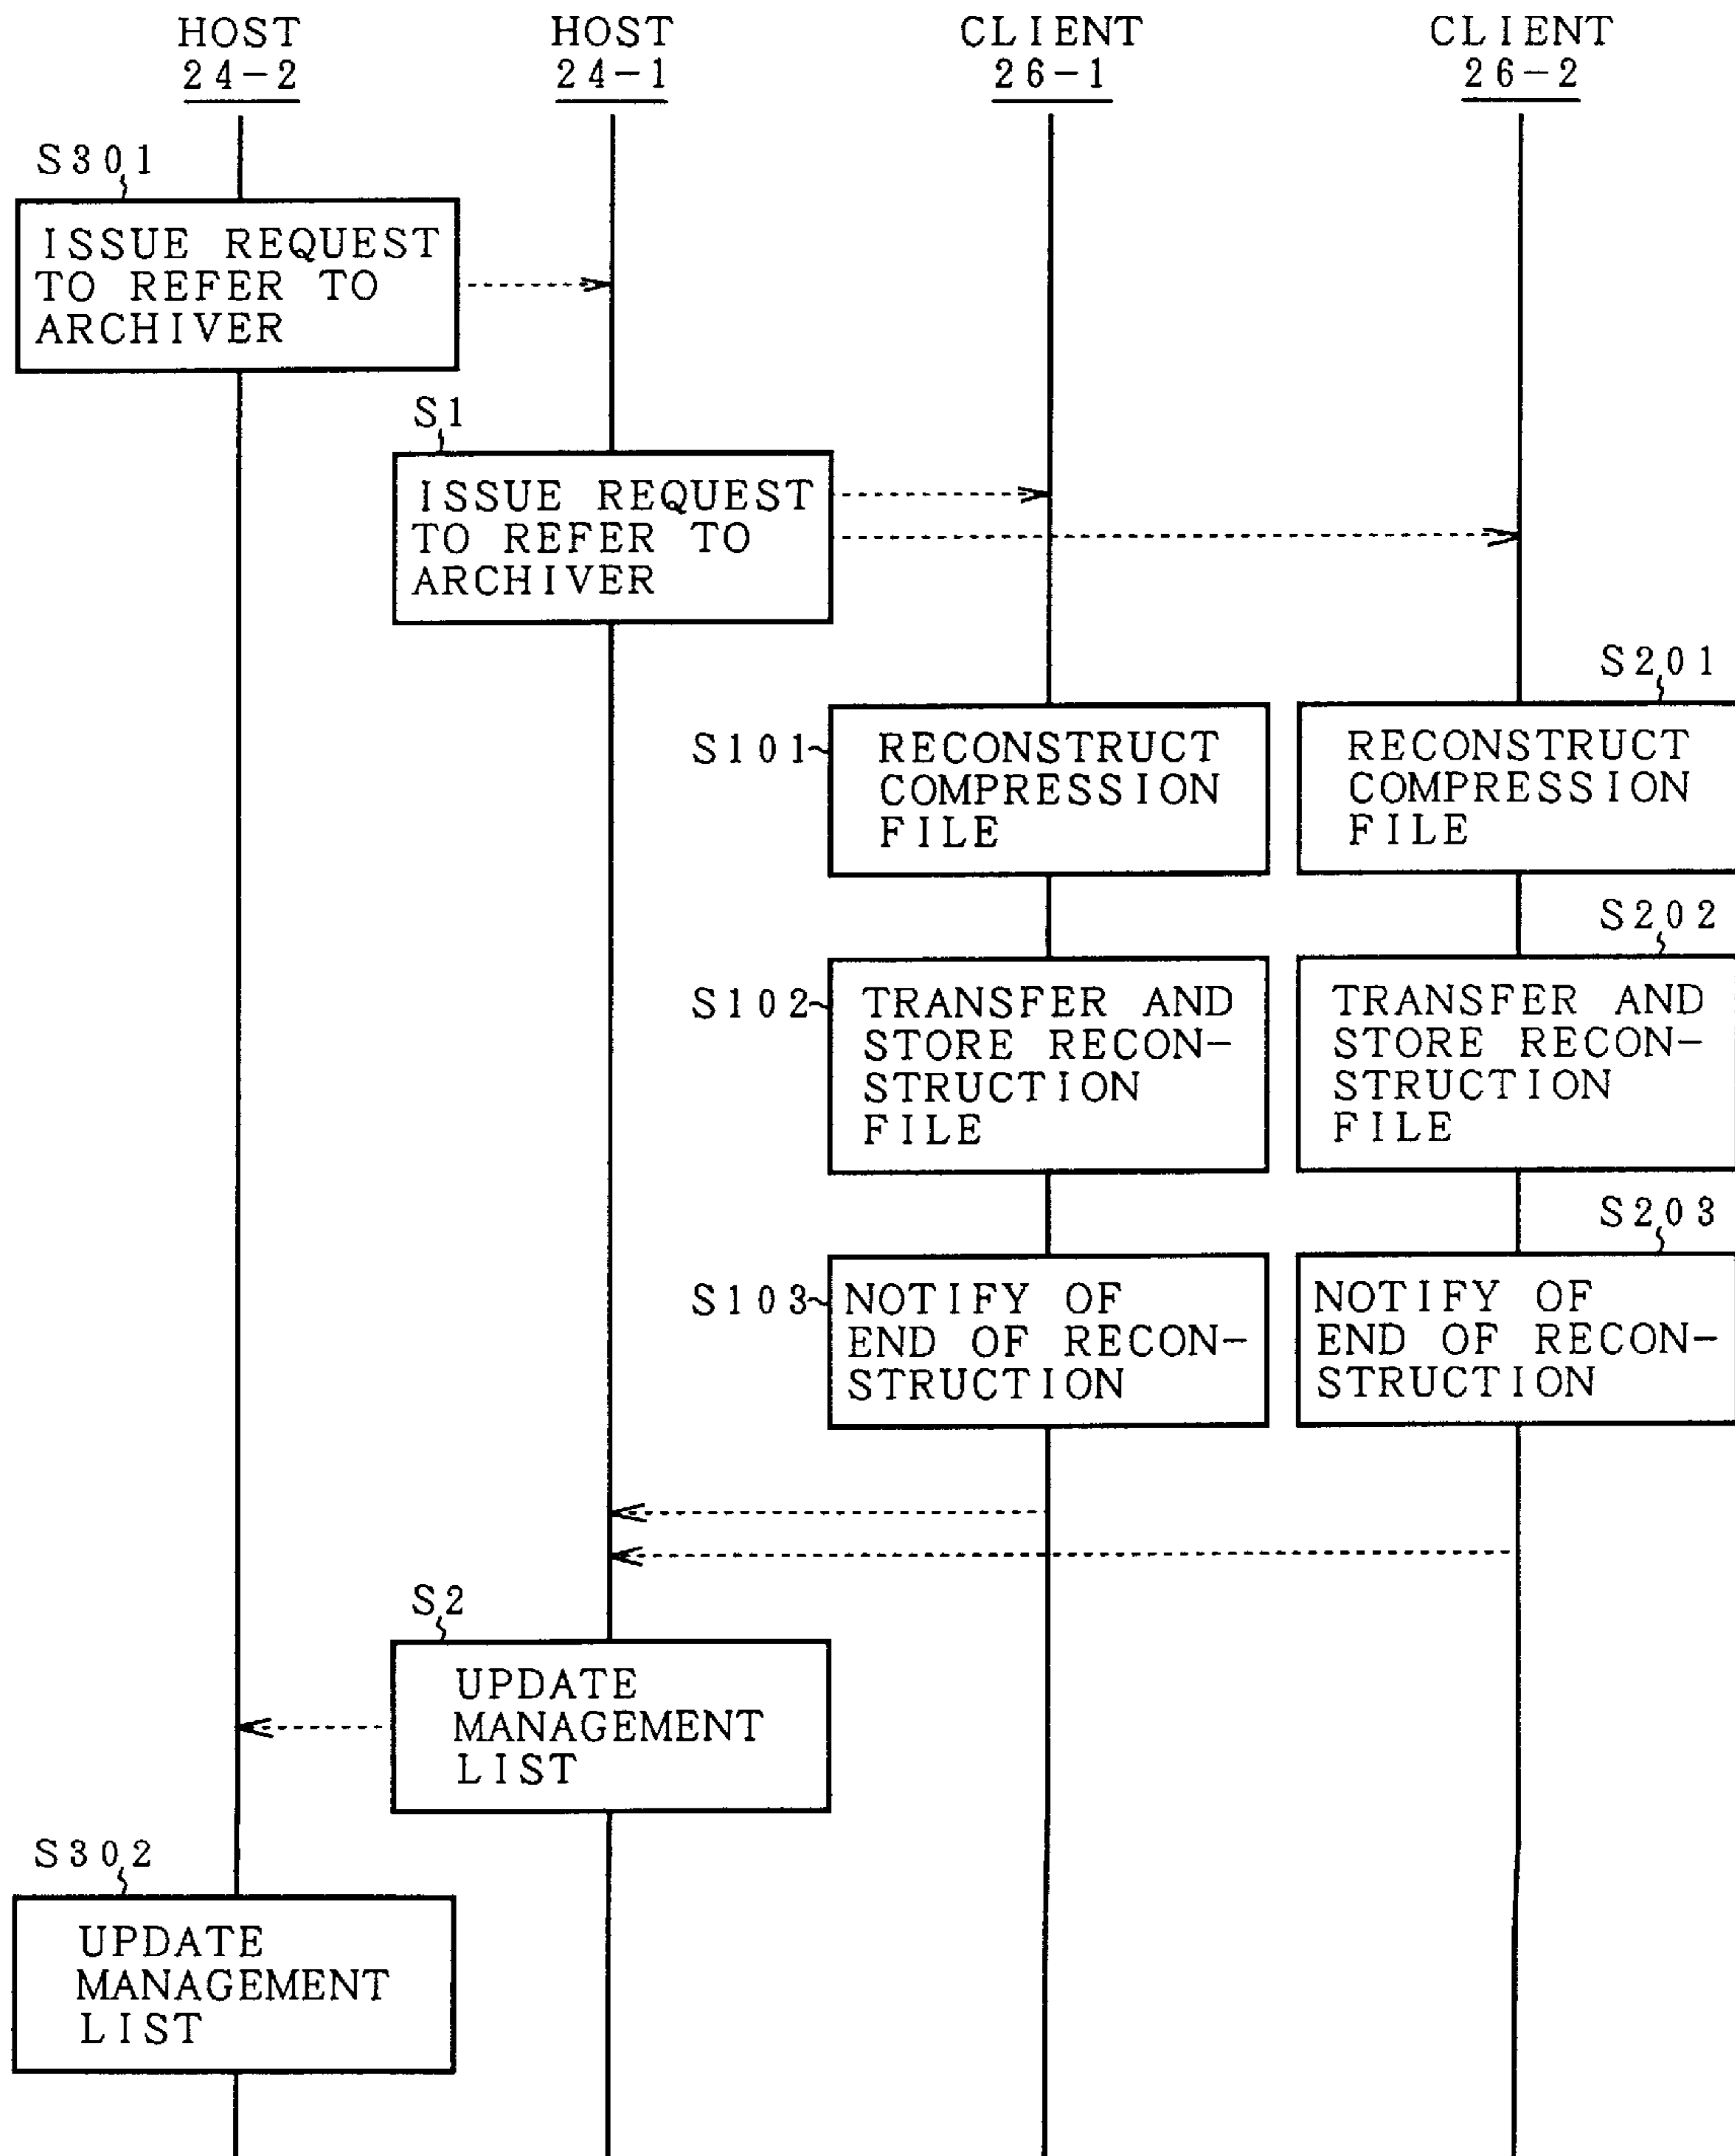 HOST
24-2
HOST
24-1
CLIENT
26-1
CLIENT
26-2
S301
ISSUE REQUEST
TO REFER TO
ARCHIVER
S1
ISSUE REQUEST
TO REFER TO
ARCHIVER
S101
RECONSTRUCT
COMPRESSION
FILE
S201
RECONSTRUCT
COMPRESSION
FILE
S102
TRANSFER AND
STORE RECON-
STRUCTION
FILE
S202
TRANSFER AND
STORE RECON-
STRUCTION
FILE
S103
NOTIFY OF
END OF RECON-
STRUCTION
S203
NOTIFY OF
END OF RECON-
STRUCTION
S2
UPDATE
MANAGEMENT
LIST
S302
UPDATE
MANAGEMENT
LIST